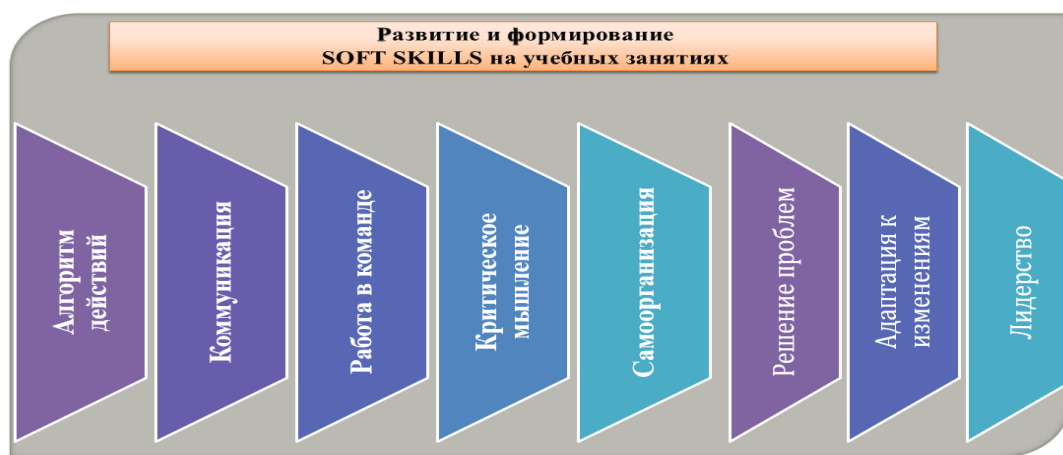 Развитие и формирование
SOFT SKILLS на учебных занятиях
Алгоритм
действий
Коммуникация
Работа в команде
Критическое
мышление
Самоорганизация
Решение проблем
Адаптация к
изменениям
Лидерство